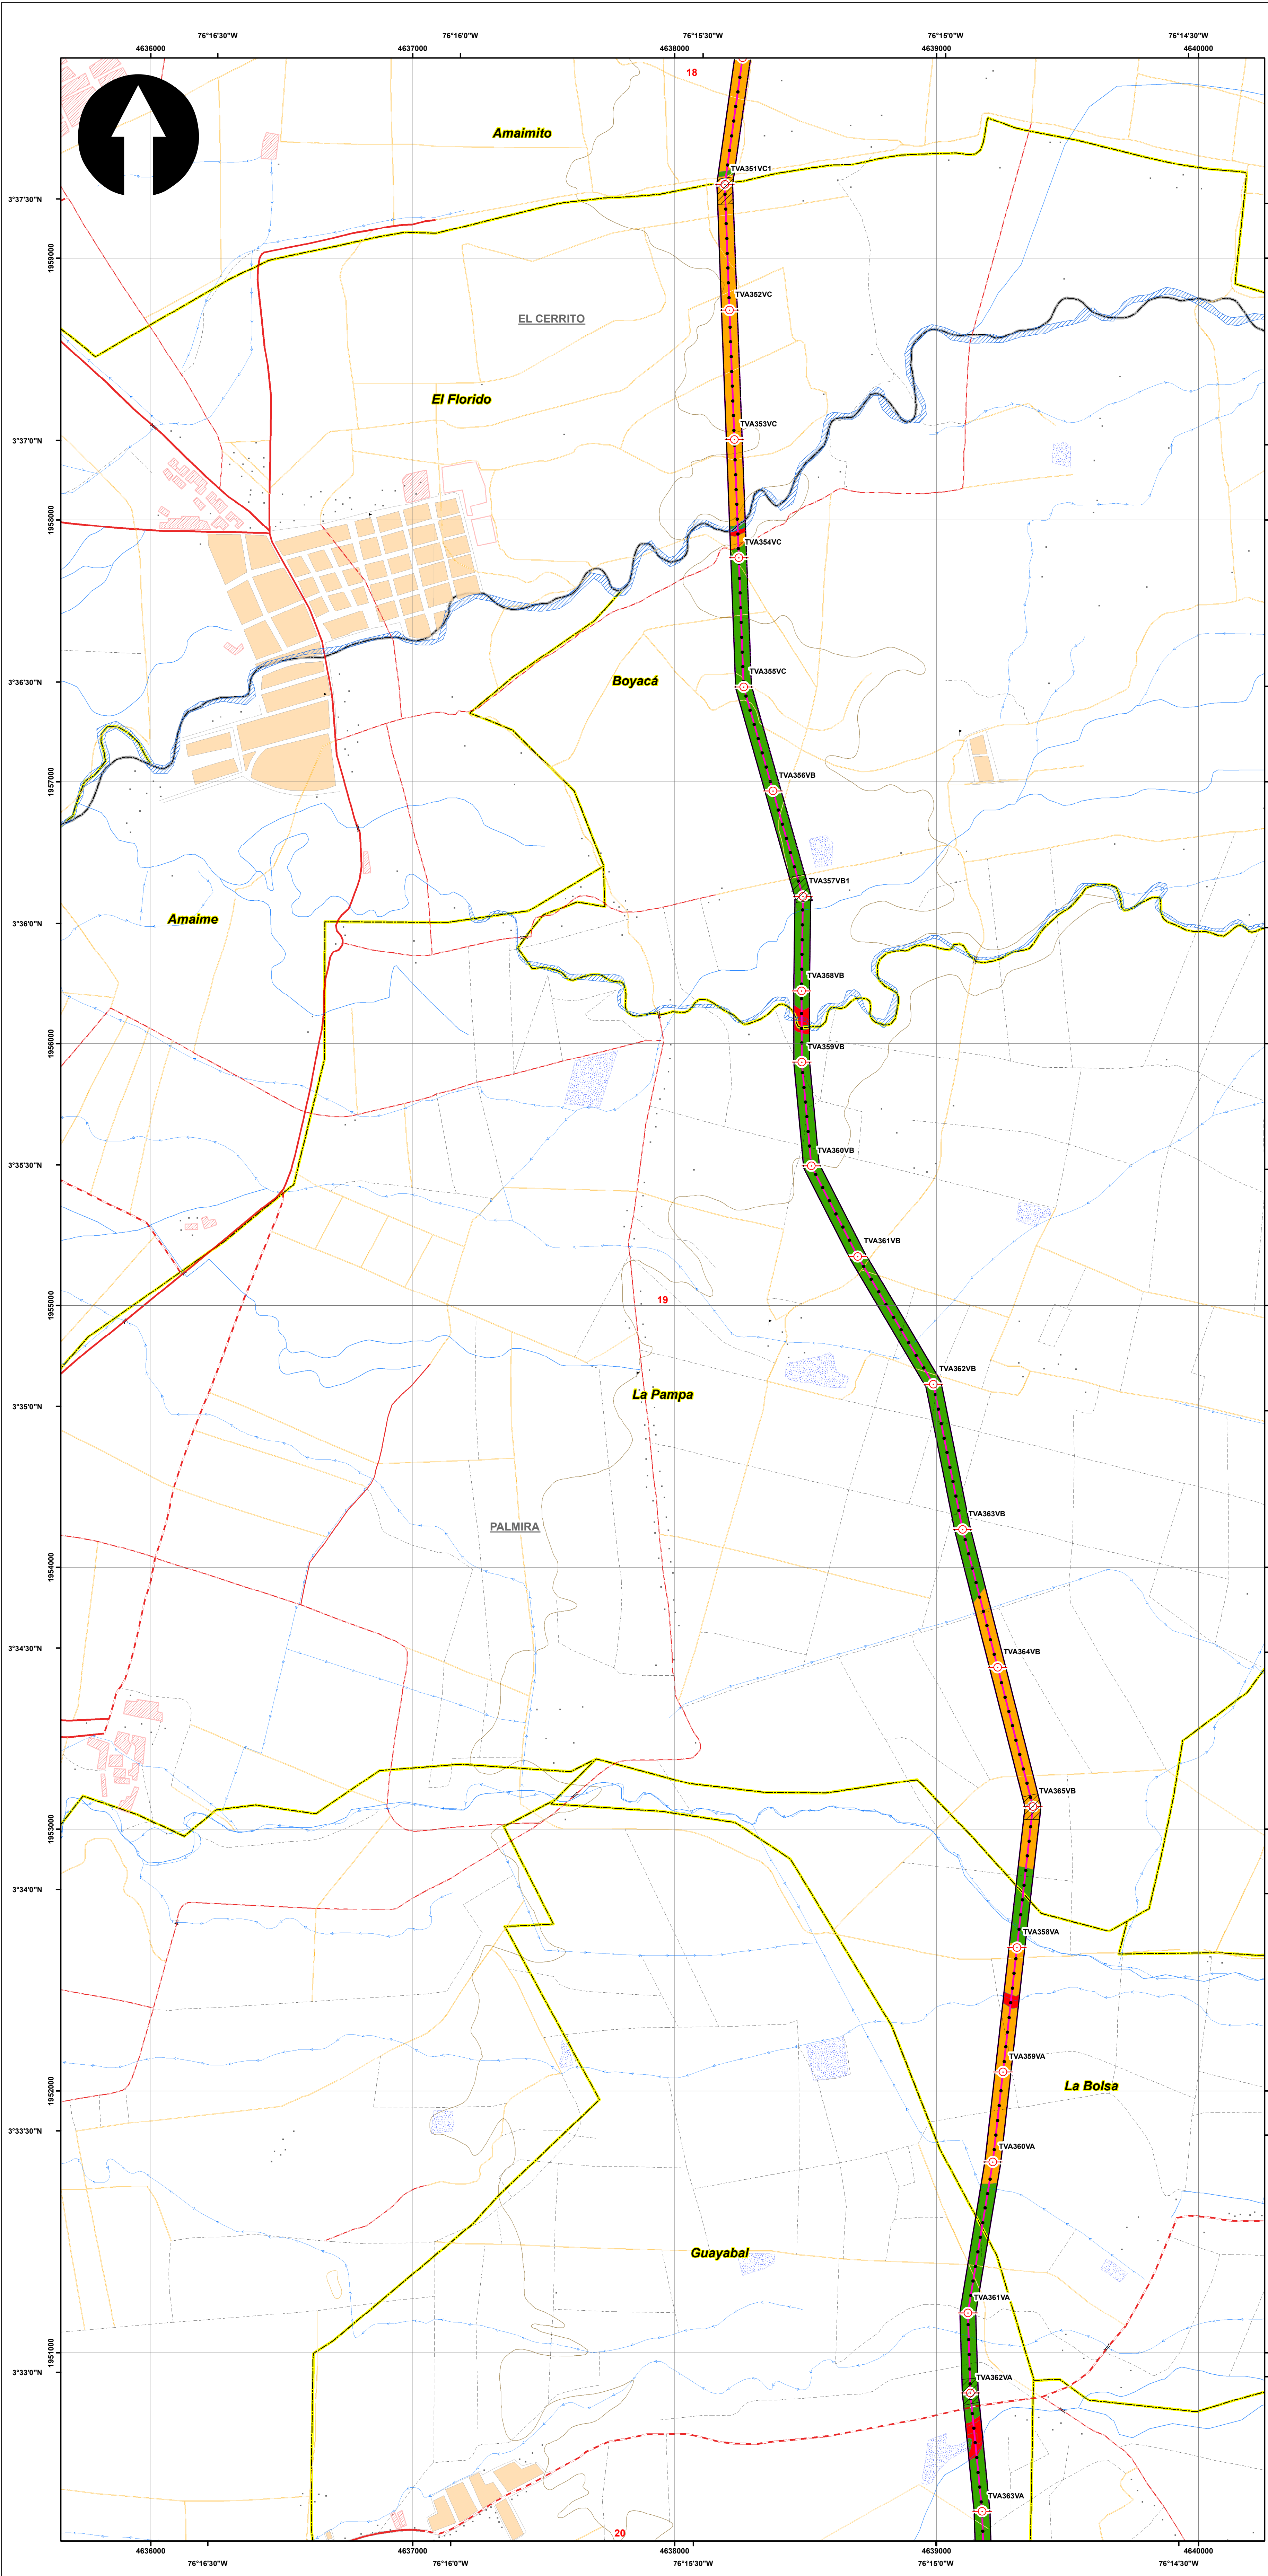 76°16'30"W
76°16'0"W
76°15'30"W
76°15'0"W
76°14'30"W
4636000
4637000
4638000
4639000
4640000
18
Amaimito
TVA351VC1
3°37'30"N
1959000
TVA352VC
EL CERRITO
El Florido
TVA353VC
3°37'0"N
1958000
TVA354VC
TVA355VC
Boyacá
3°36'30"N
TVA356VB
1957000
TVA357VB1
Amaime
3°36'0"N
TVA358VB
1956000
TVA359VB
TVA360VB
3°35'30"N
TVA361VB
19
1955000
TVA362VB
La Pampa
3°35'0"N
TVA363VB
PALMIRA
1954000
3°34'30"N
TVA364VB
TVA365VB
1953000
3°34'0"N
TVA358VA
TVA359VA
La Bolsa
1952000
3°33'30"N
TVA360VA
Guayabal
TVA361VA
1951000
3°33'0"N
TVA362VA
TVA363VA
20
4636000
4637000
4638000
4639000
4640000
76°16'30"W
76°16'0"W
76°15'30"W
76°15'0"W
76°14'30"W